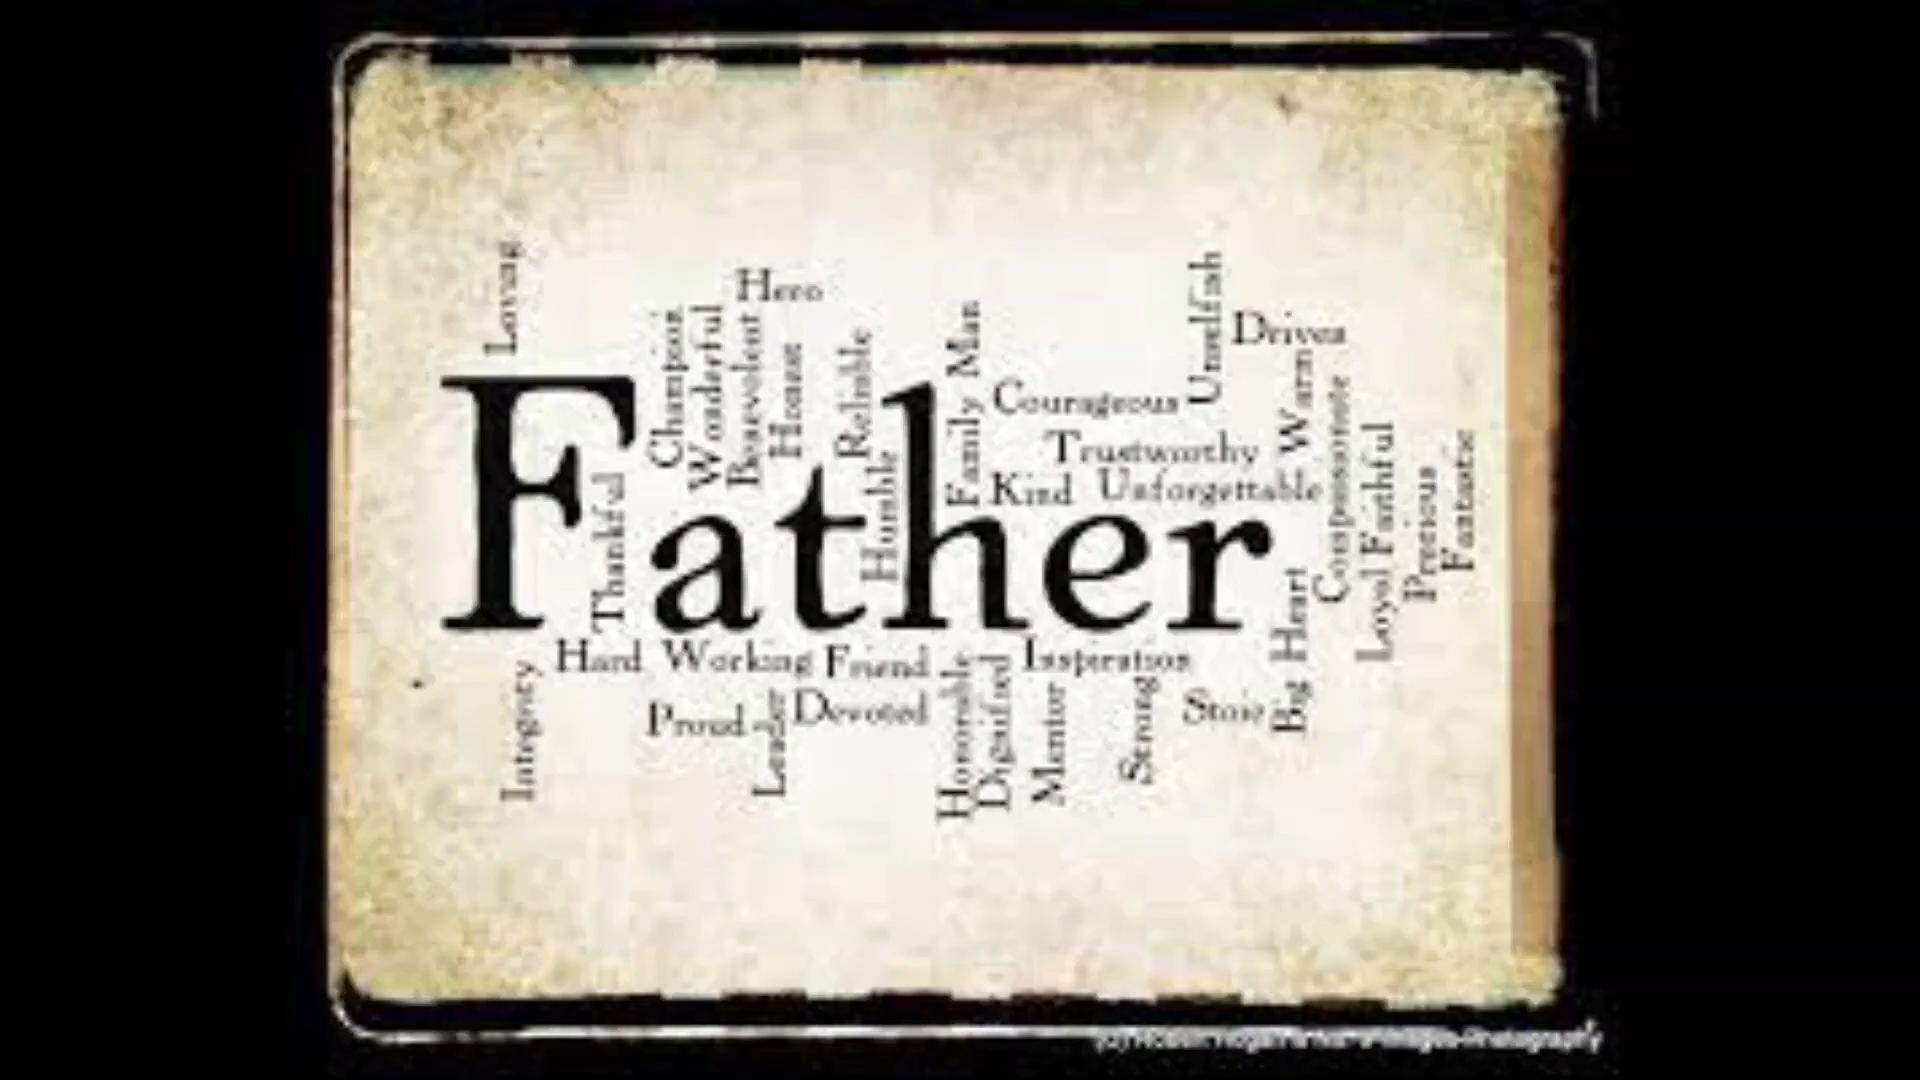 Loving
Hero
Champion
Wonderful
Benevolent
Honest
Reliable
Family Man
Courageous
Unselfish
Driven
Warm
Trustworthy
Kind
Unforgettable
Compassionate
Loyal Faithful
Precious
Fantastic
Father
Thankful
Humble
Big Heart
Hard Working
Friend
Inspiration
Integrity
Proud
Leader
Devoted
Honorable
Dignified
Mentor
Strong
Stoic
Photography